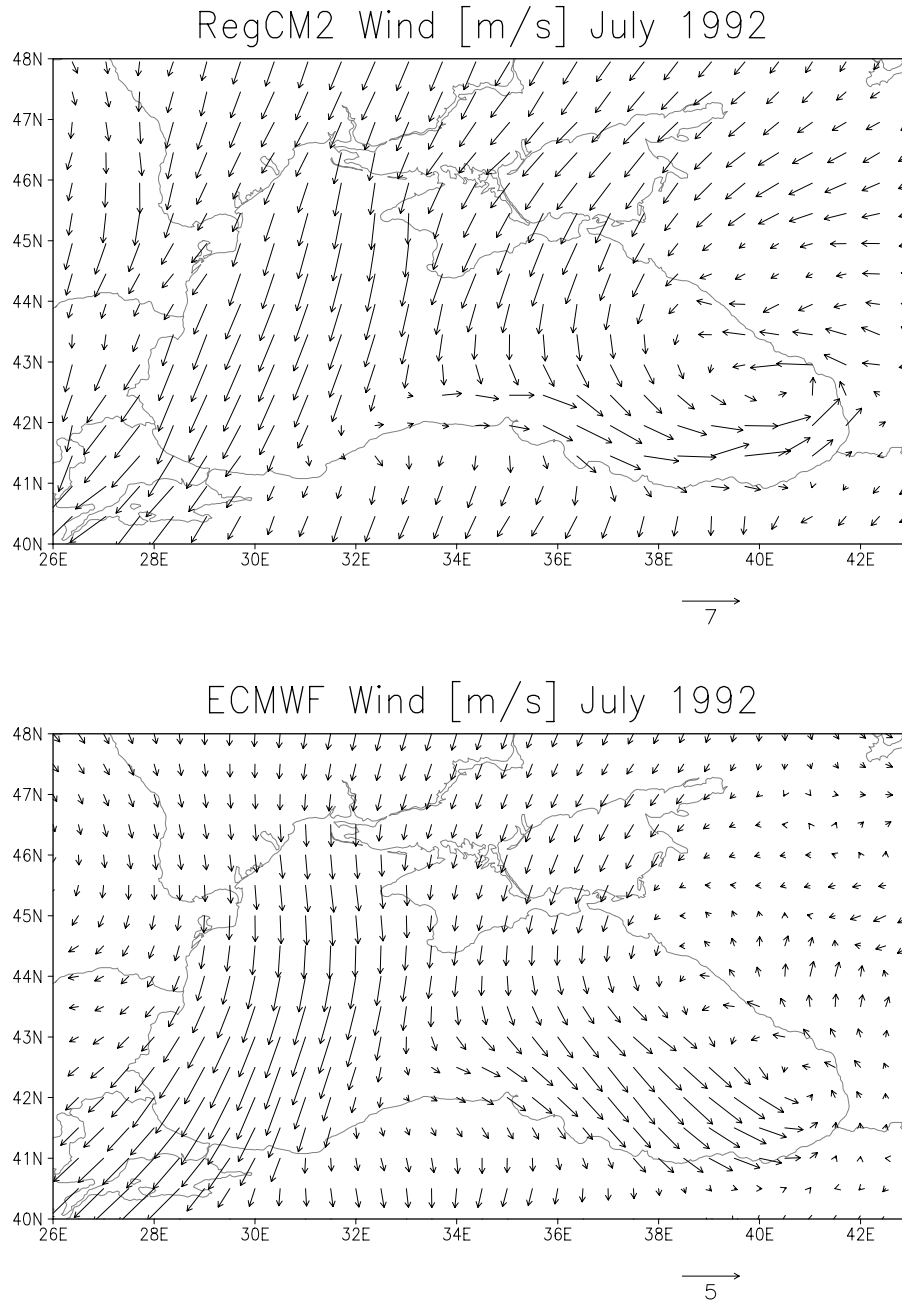 RegCM2 Wind [m/s] July 1992
48N
47N
46N
45N
44N
43N
42N
41N
40N
26E 28E 30E 32E 34E 36E 38E 40E 42E
7
ECMWF Wind [m/s] July 1992
48N
47N
46N
45N
44N
43N
42N
41N
40N
26E 28E 30E 32E 34E 36E 38E 40E 42E
5